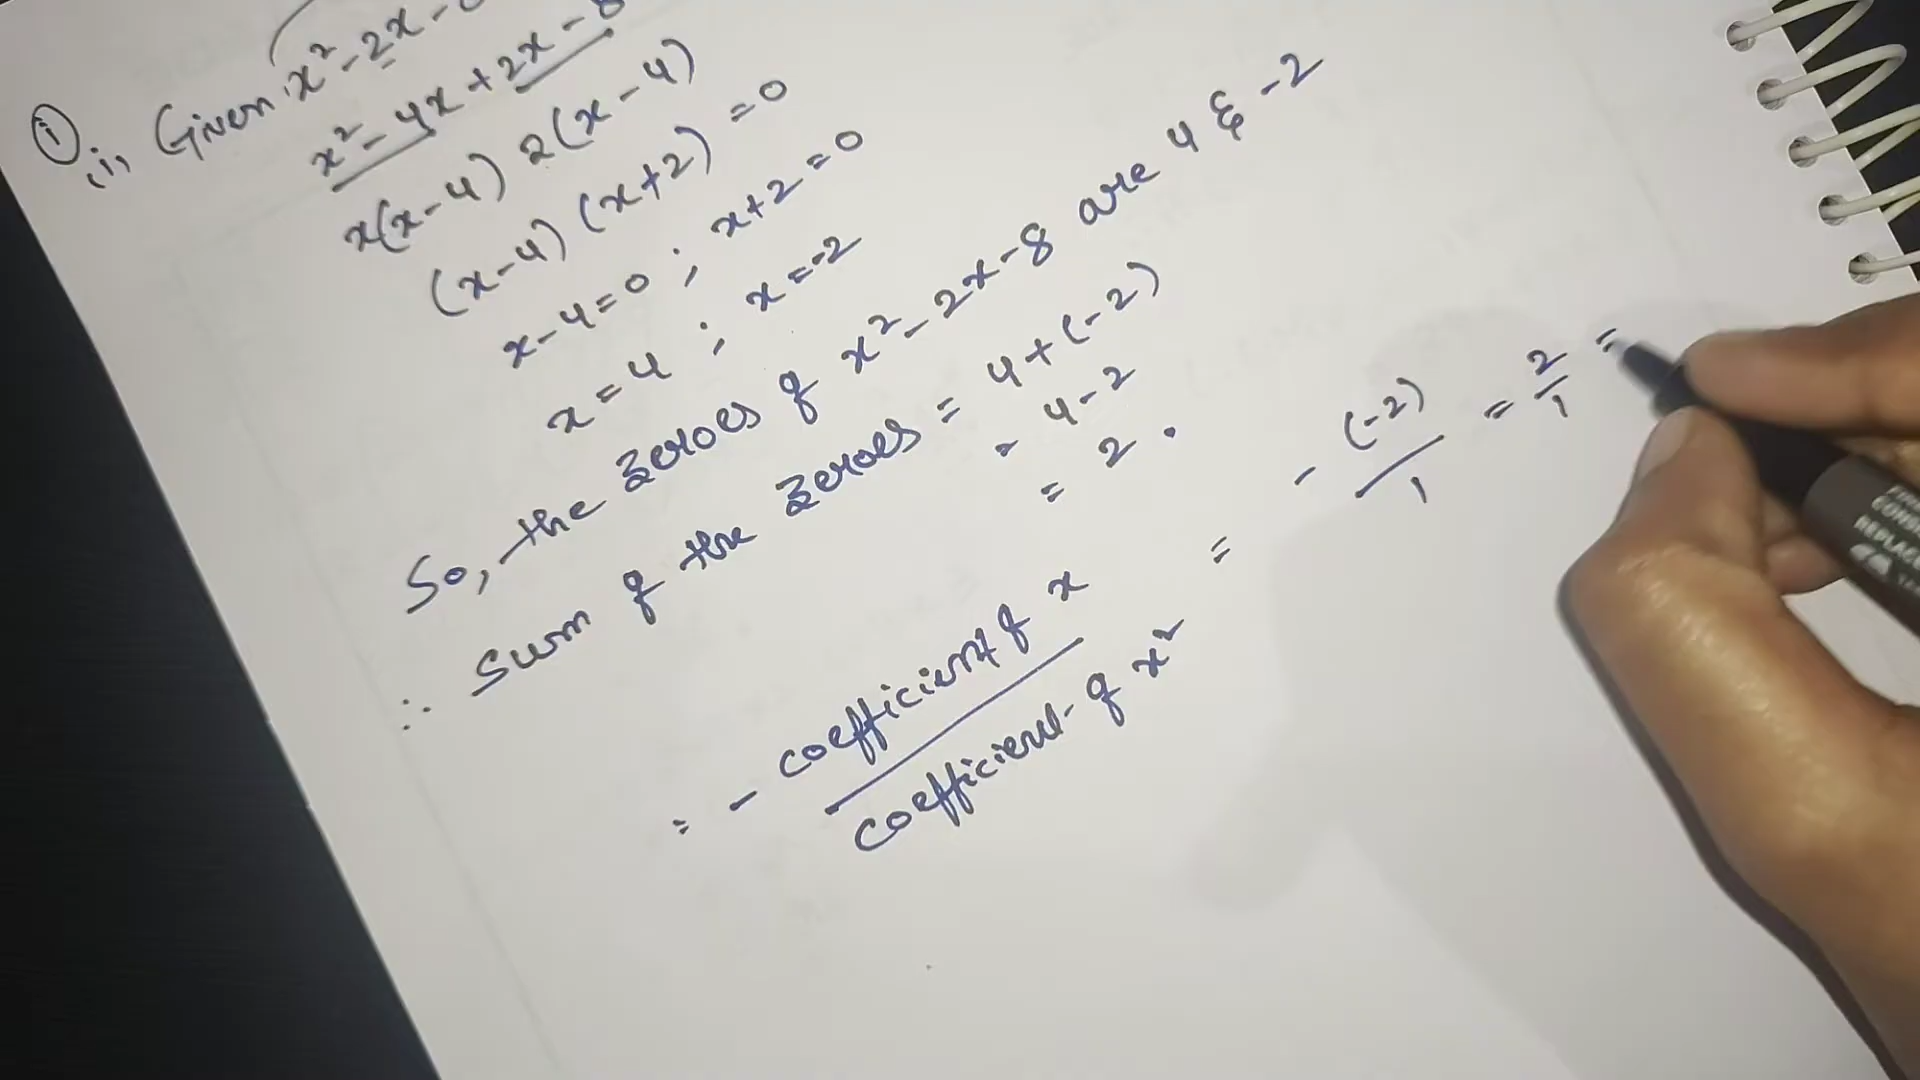 ① i, Given x² - 2x -
x² - 4x + 2x - 8
x(x-4) 2(x-4)
(x-4) (x+2) = 0
x-4=0 ; x+2=0
x=4 ; x=-2
So, the zeroes of x²-2x-8 are 4 & -2
∴ Sum of the zeroes = 4+(-2)
= 4-2
= 2.
= - coefficient of x / coefficient of x² = - (-2)/1 = 2/1 =